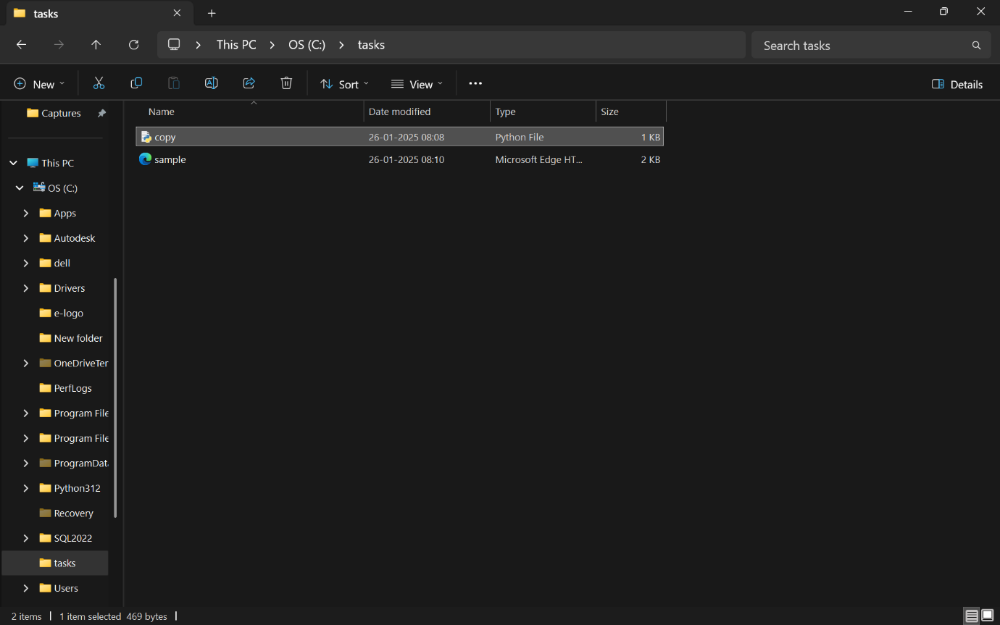 tasks
This PC > OS (C:) > tasks
Search tasks
New
Sort
View
Details
Captures
Name Date modified Type Size
copy 26-01-2025 08:08 Python File 1 KB
sample 26-01-2025 08:10 Microsoft Edge HT... 2 KB
This PC
OS (C:)
Apps
Autodesk
dell
Drivers
e-logo
New folder
OneDriveTer
PerfLogs
Program File
Program File
ProgramDat
Python312
Recovery
SQL2022
tasks
Users
2 items | 1 item selected 469 bytes |